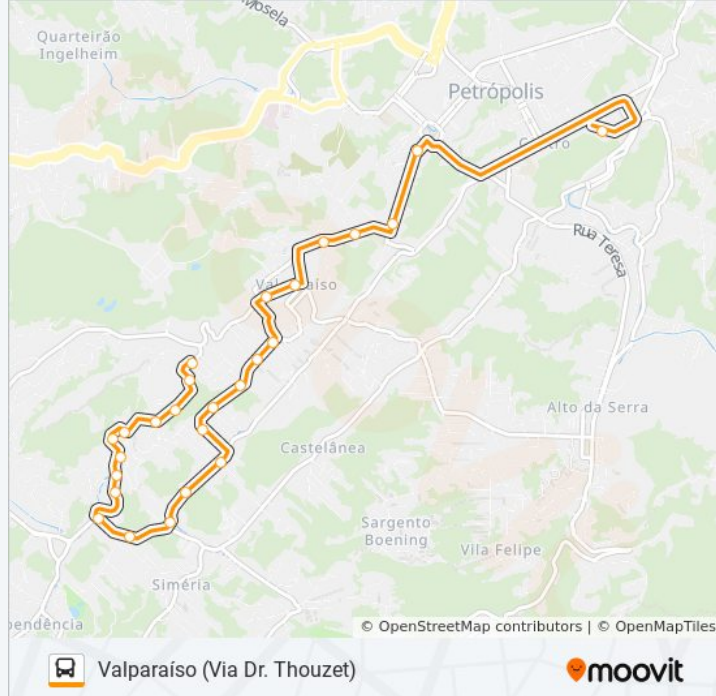 Mosela
Quarteirão
Ingelheim
Petrópolis
Centro
Rua Teresa
Valparaíso
Alto da Serra
Castelânea
Sargento
Boening
Vila Felipe
Siméria
pendência
© OpenStreetMap contributors | © OpenMapTiles
Valparaíso (Via Dr. Thouzet)
moovit